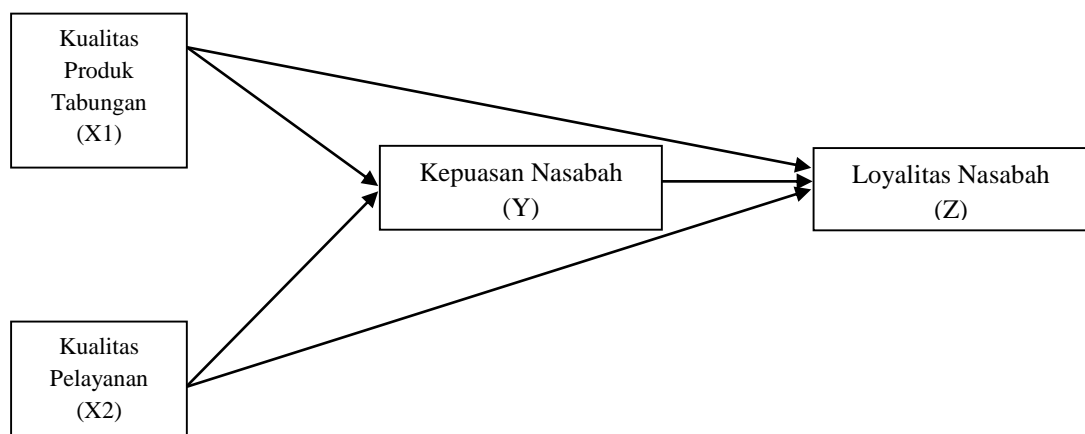 Kualitas
Produk
Tabungan
(X1)
Kepuasan Nasabah
(Y)
Loyalitas Nasabah
(Z)
Kualitas
Pelayanan
(X2)